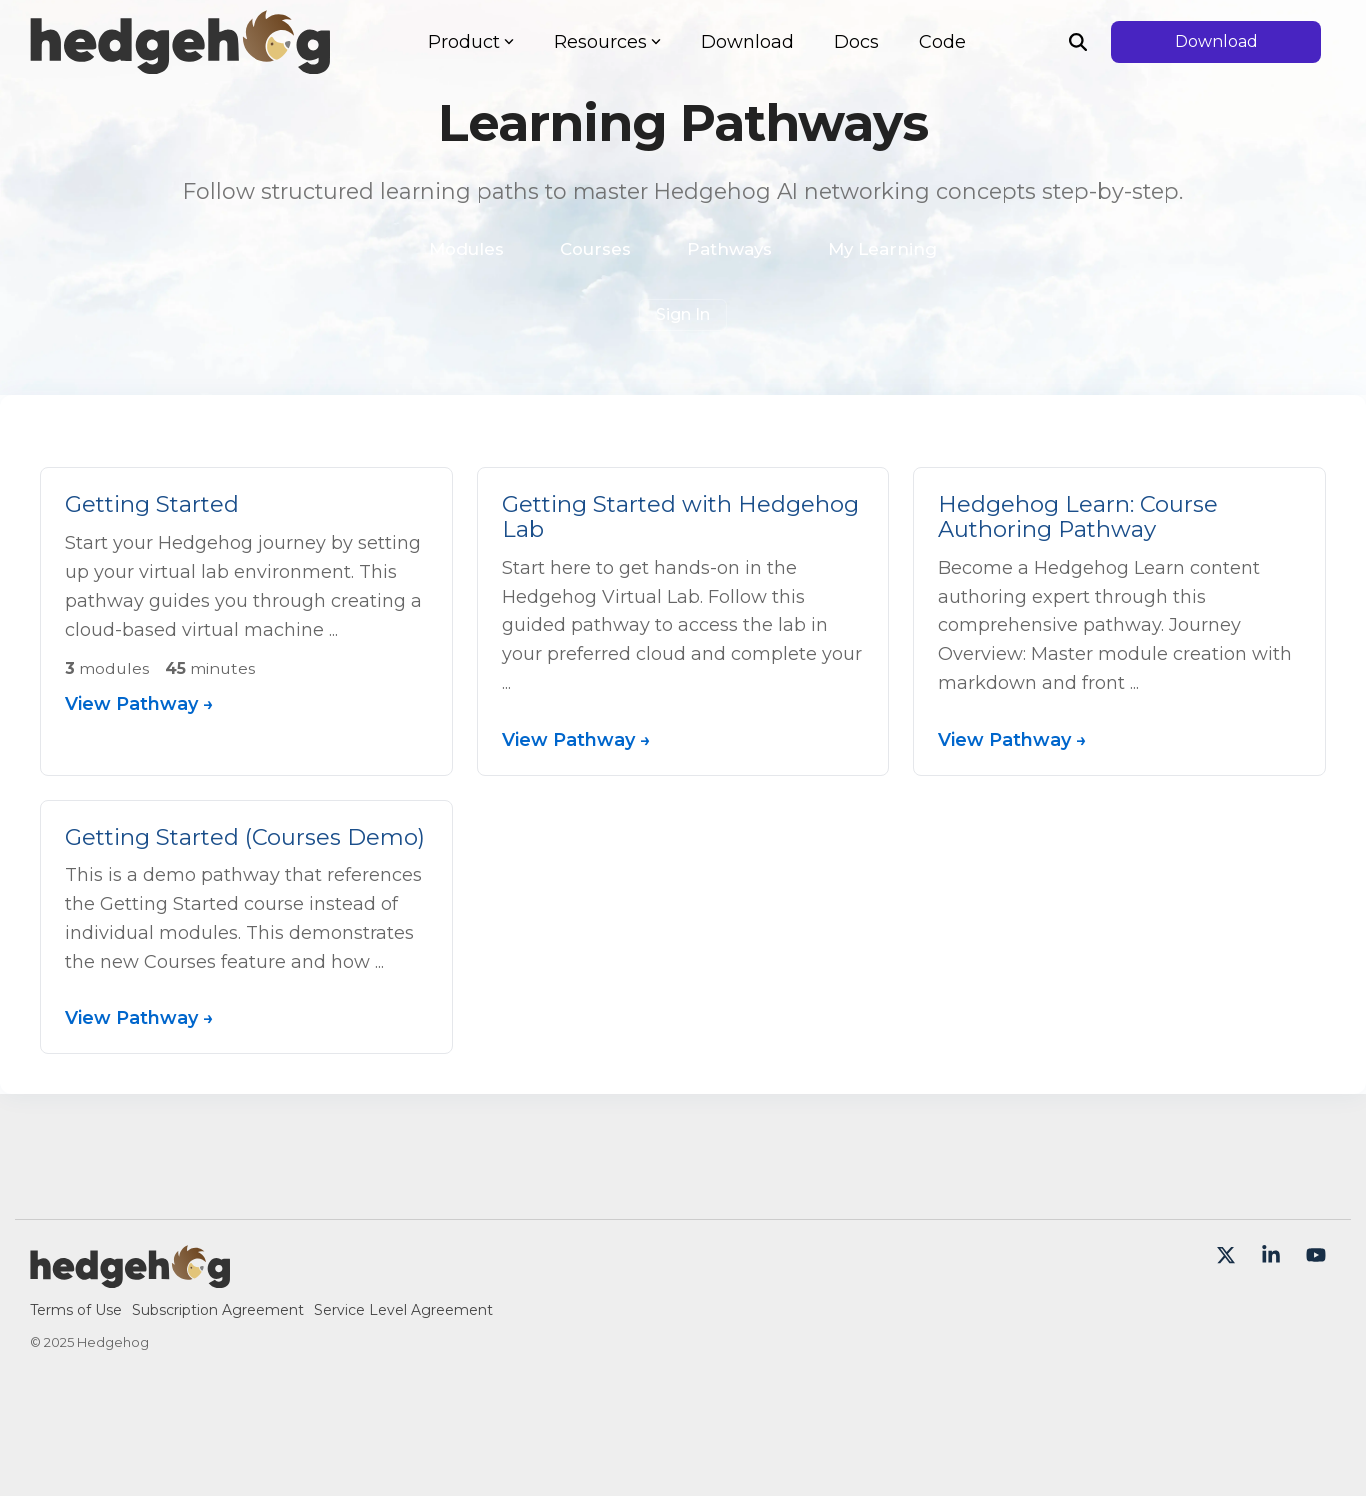 hedgehog
Product
Resources
Download
Docs
Code
Download
Learning Pathways
Follow structured learning paths to master Hedgehog AI networking concepts step-by-step.
Modules
Courses
Pathways
My Learning
Sign In
Getting Started
Start your Hedgehog journey by setting
up your virtual lab environment. This
pathway guides you through creating a
cloud-based virtual machine ...
3 modules 45 minutes
View Pathway →
Getting Started with Hedgehog
Lab
Start here to get hands-on in the
Hedgehog Virtual Lab. Follow this
guided pathway to access the lab in
your preferred cloud and complete your
...
View Pathway →
Hedgehog Learn: Course
Authoring Pathway
Become a Hedgehog Learn content
authoring expert through this
comprehensive pathway. Journey
Overview: Master module creation with
markdown and front ...
View Pathway →
Getting Started (Courses Demo)
This is a demo pathway that references
the Getting Started course instead of
individual modules. This demonstrates
the new Courses feature and how ...
View Pathway →
hedgehog
Terms of Use Subscription Agreement Service Level Agreement
© 2025 Hedgehog